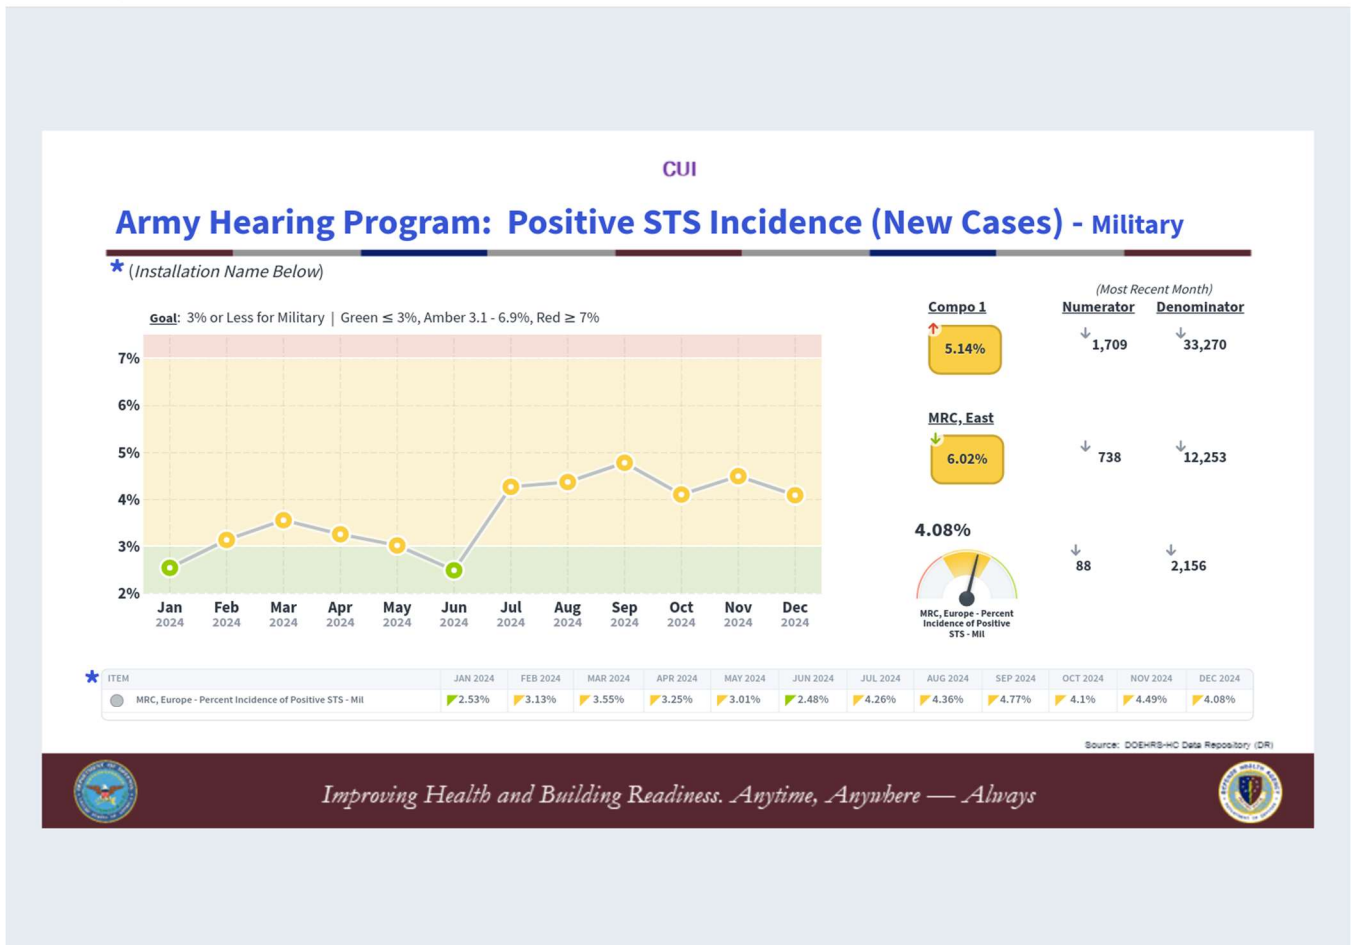 CUI
Army Hearing Program: Positive STS Incidence (New Cases) - Military
* (Installation Name Below)
Goal: 3% or Less for Military | Green ≤ 3%, Amber 3.1 - 6.9%, Red ≥ 7%
7%
6%
5%
4%
3%
2%
Jan Feb Mar Apr May Jun Jul Aug Sep Oct Nov Dec
2024 2024 2024 2024 2024 2024 2024 2024 2024 2024 2024 2024
(Most Recent Month)
Compo 1 Numerator Denominator
↑ 5.14% ↓ 1,709 ↓ 33,270
MRC, East
↓ 6.02% ↓ 738 ↓ 12,253
4.08%
↓ 88 ↓ 2,156
MRC, Europe - Percent
Incidence of Positive
STS - Mil
* ITEM JAN 2024 FEB 2024 MAR 2024 APR 2024 MAY 2024 JUN 2024 JUL 2024 AUG 2024 SEP 2024 OCT 2024 NOV 2024 DEC 2024
MRC, Europe - Percent Incidence of Positive STS - Mil 2.53% 3.13% 3.55% 3.25% 3.01% 2.48% 4.26% 4.36% 4.77% 4.1% 4.49% 4.08%
Source: DOEHRS-HC Data Repository (DR)
Improving Health and Building Readiness. Anytime, Anywhere — Always